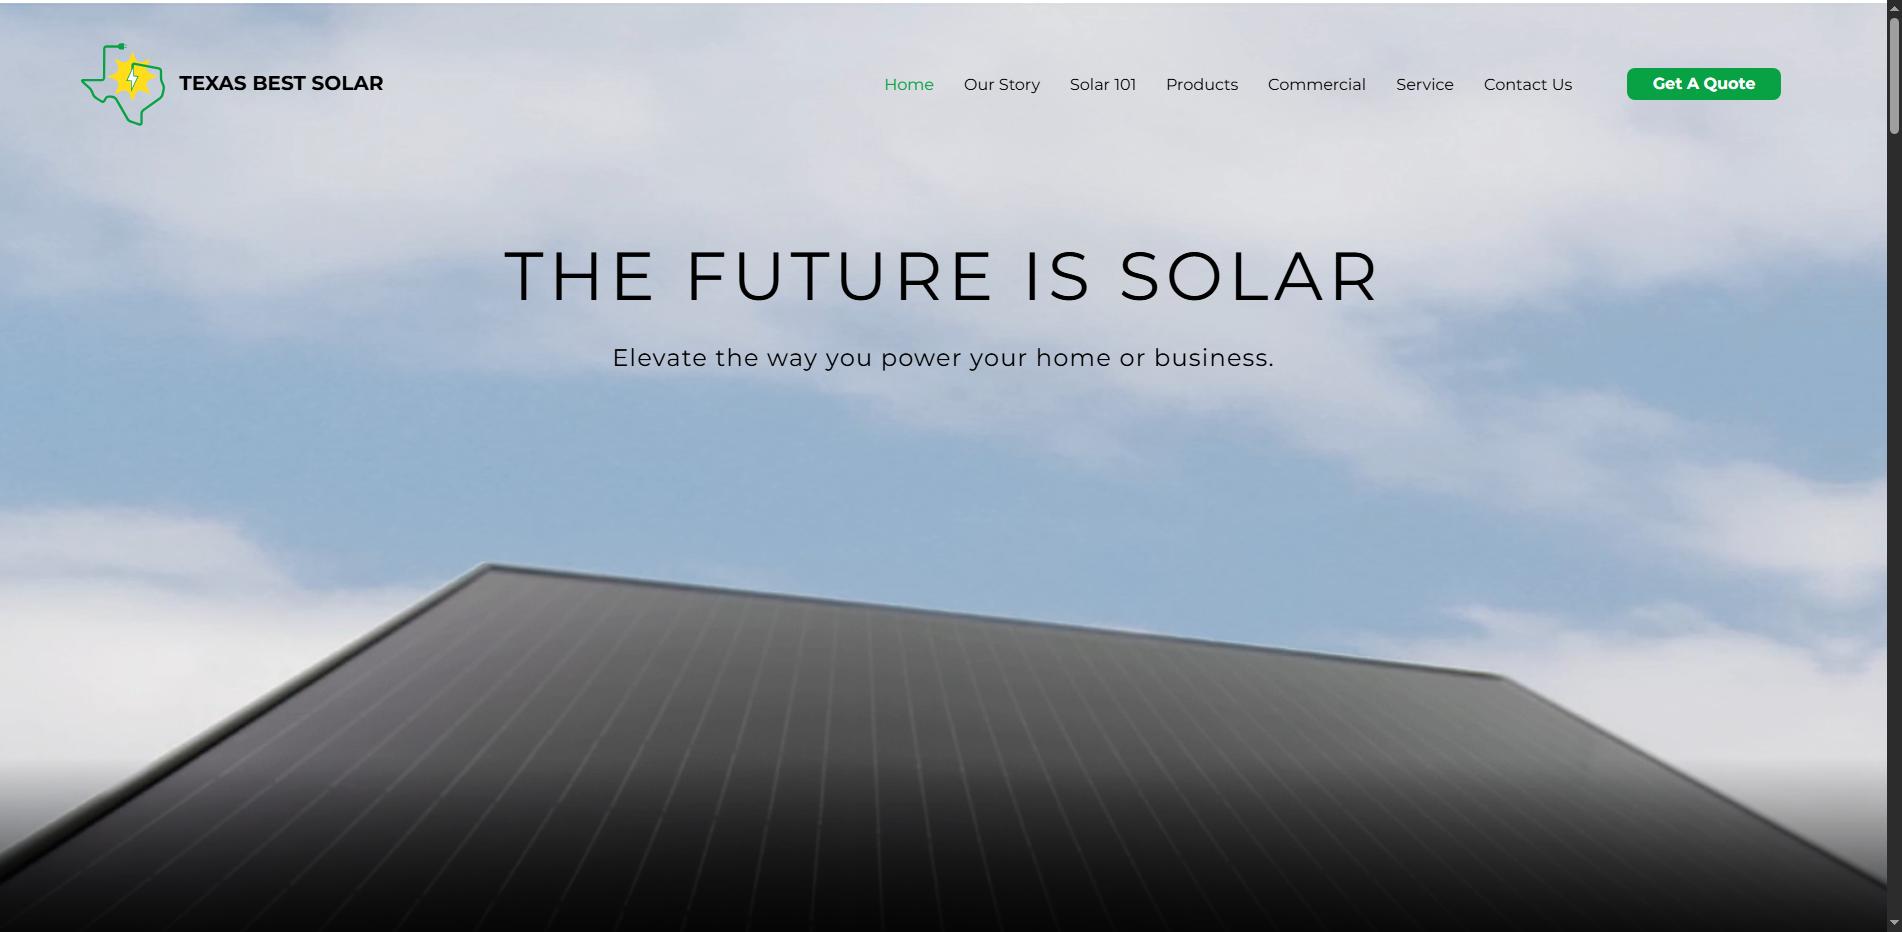 TEXAS BEST SOLAR
Home Our Story Solar 101 Products Commercial Service Contact Us Get A Quote
THE FUTURE IS SOLAR
Elevate the way you power your home or business.